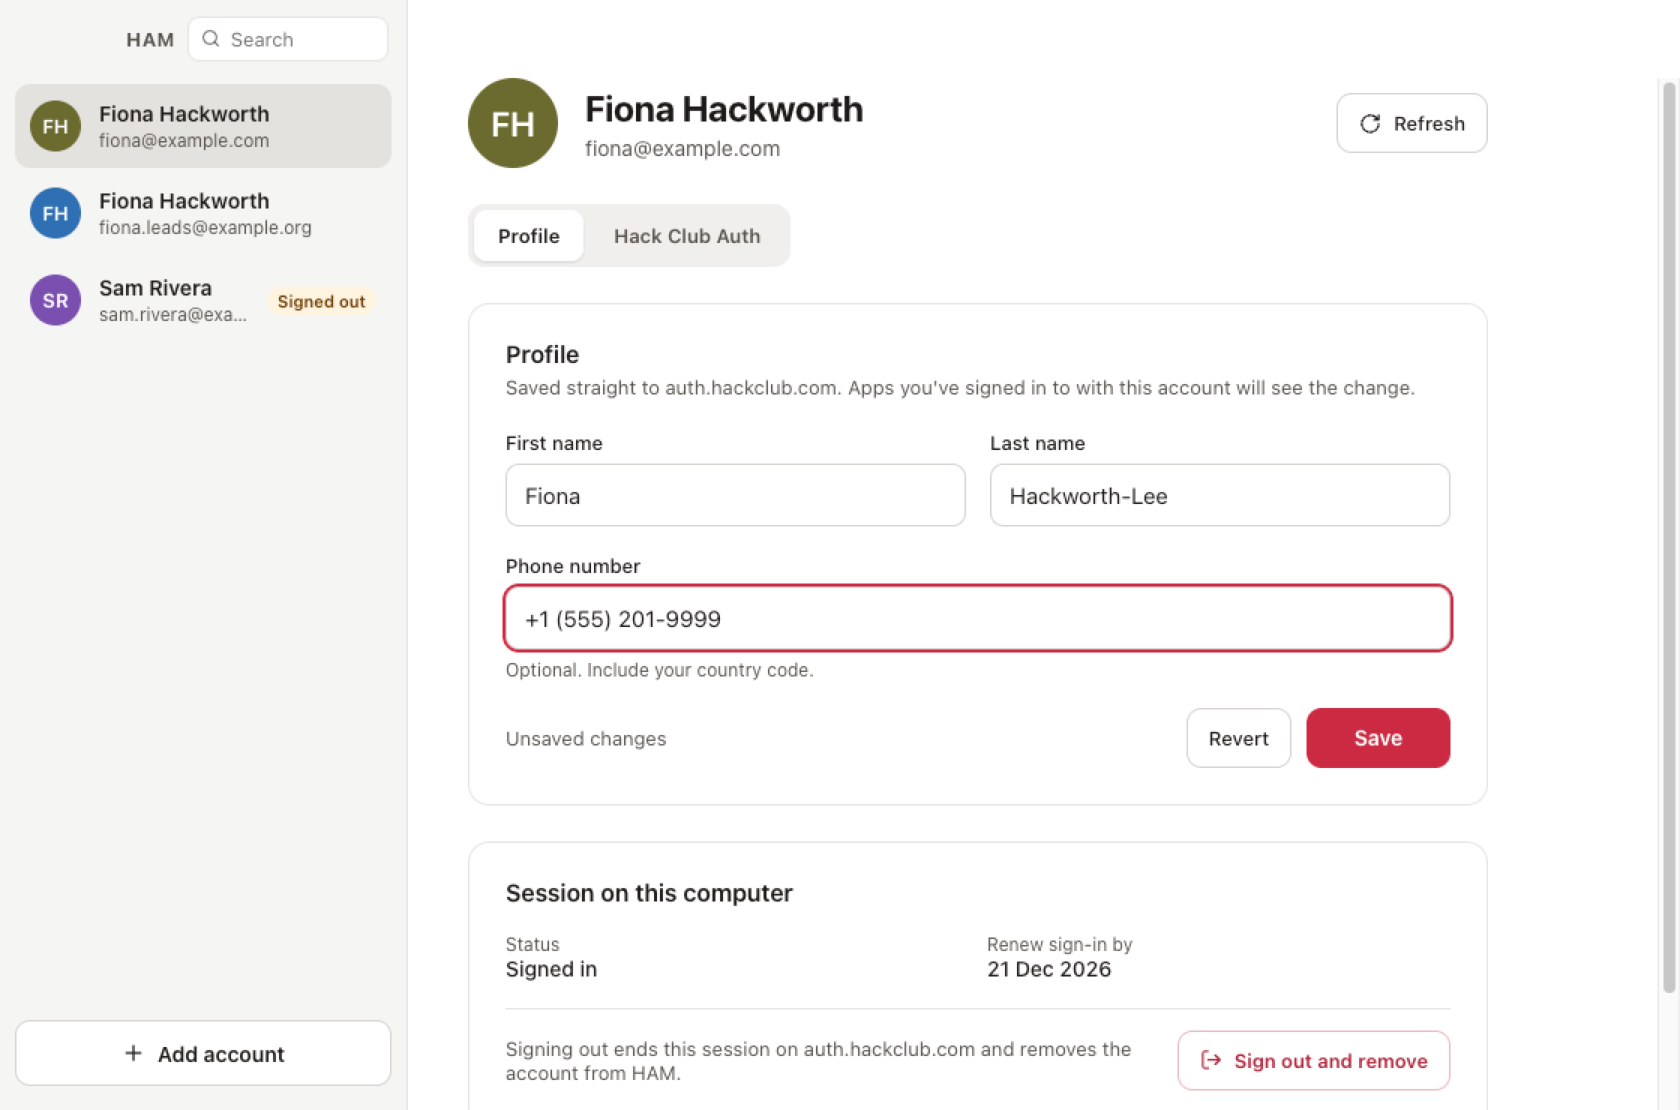 HAM
Search
FH
Fiona Hackworth
fiona@example.com
FH
Fiona Hackworth
fiona.leads@example.org
SR
Sam Rivera
sam.rivera@exa...
Signed out
+ Add account
FH
Fiona Hackworth
fiona@example.com
Refresh
Profile
Hack Club Auth
Profile
Saved straight to auth.hackclub.com. Apps you've signed in to with this account will see the change.
First name
Last name
Fiona
Hackworth-Lee
Phone number
+1 (555) 201-9999
Optional. Include your country code.
Unsaved changes
Revert
Save
Session on this computer
Status
Renew sign-in by
Signed in
21 Dec 2026
Signing out ends this session on auth.hackclub.com and removes the
account from HAM.
Sign out and remove